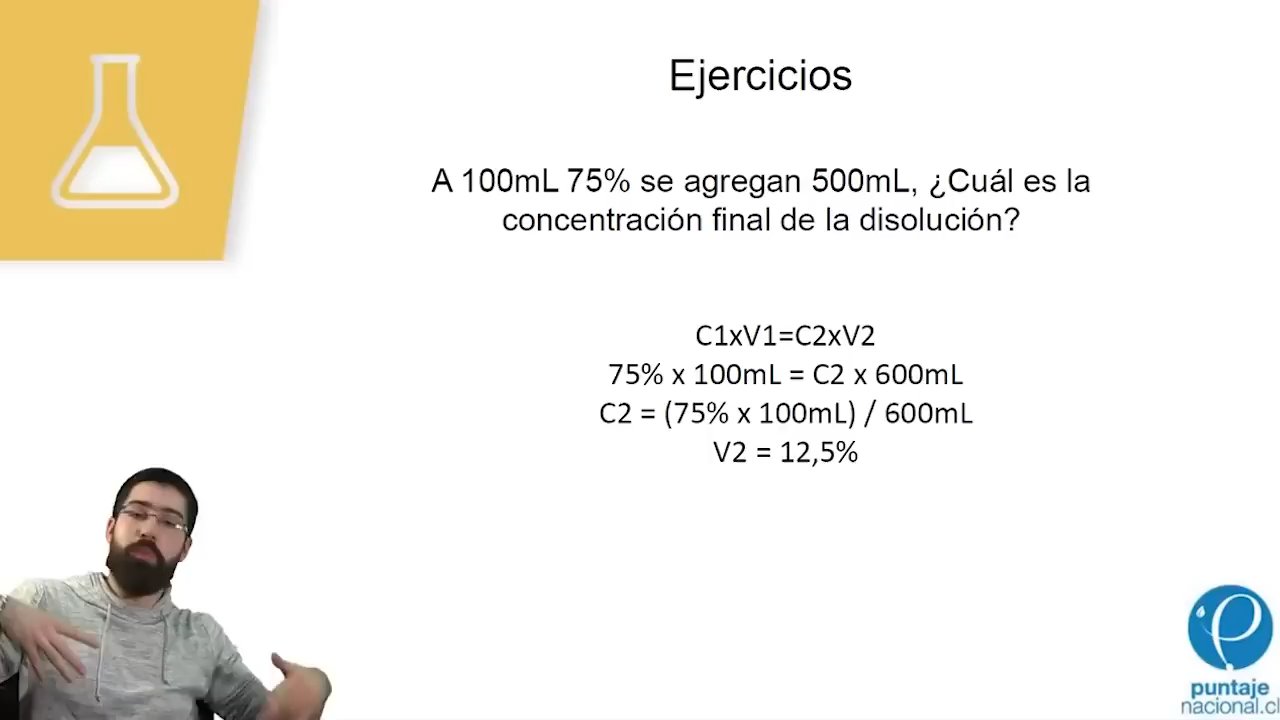 Ejercicios
A 100mL 75% se agregan 500mL, ¿Cuál es la
concentración final de la disolución?
C1xV1=C2xV2
75% x 100mL = C2 x 600mL
C2 = (75% x 100mL) / 600mL
V2 = 12,5%
puntaje
nacional.cl